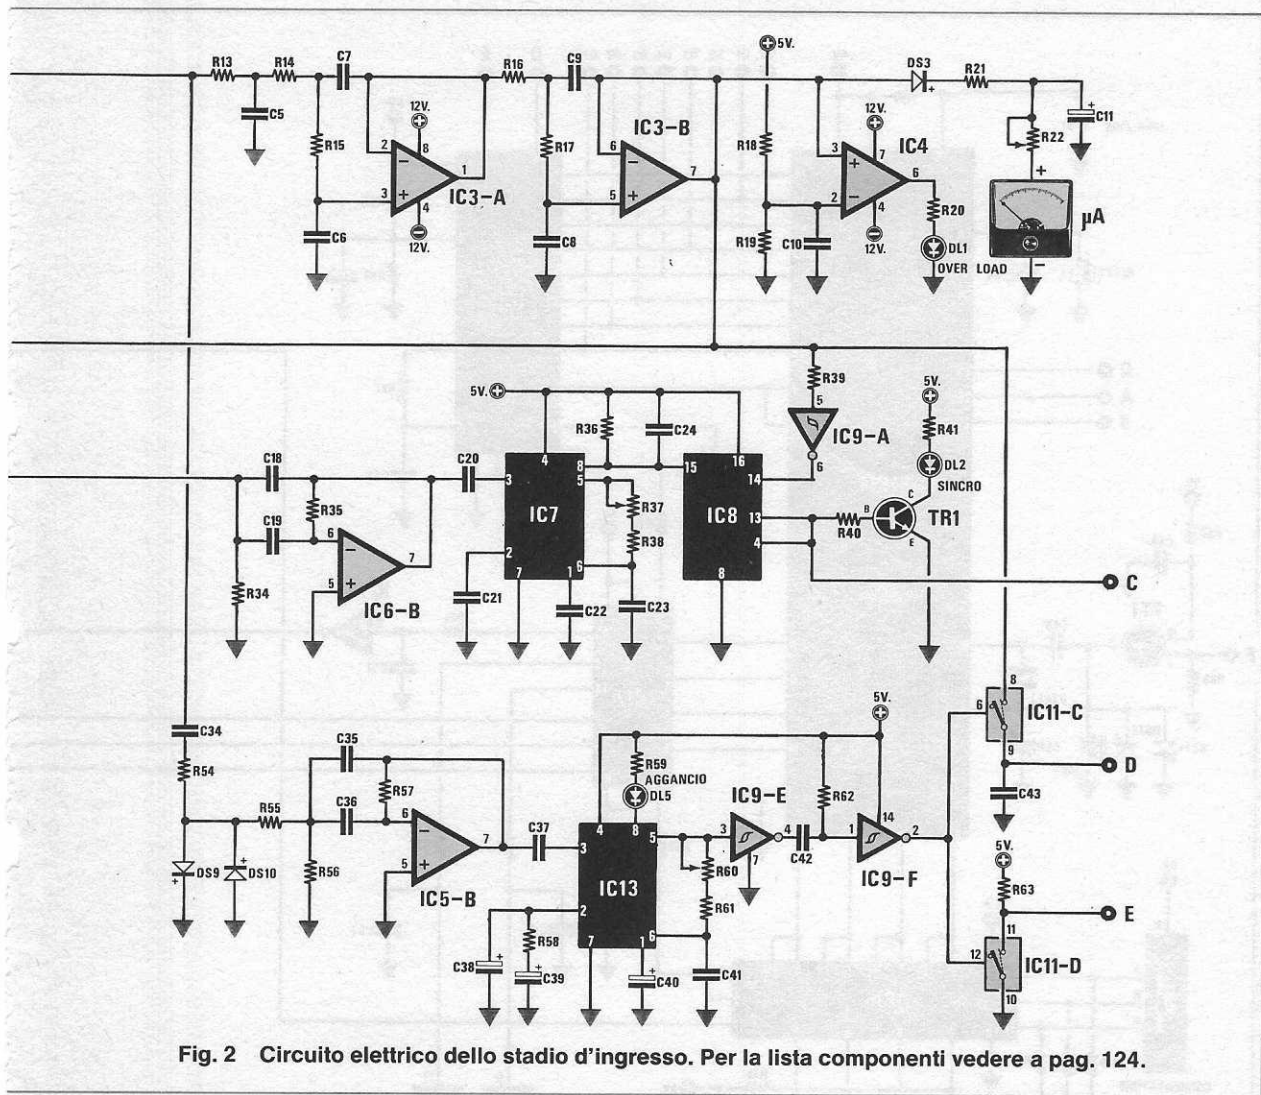 R13 R14 C7 R16 C9 5V. DS3 R21
C5 12V. 12V. C11
R15 8 R17 IC3-B R18 7 IC4 R22
2 − 1 6 − 7 3 + 6 +
3 + IC3-A 5 + 2 − R20 µA
4 4
C6 12V. C8 R19 C10 12V. DL1 −
OVER LOAD
R39 5V.
5V. 5
R36 C24 IC9-A R41
4 16 6 DL2
C18 C20 8 15 14 SINCRO
3 5 C
R35 IC7 R37 IC8 13 B TR1
C19 6 − 7 R38 4 R40 E
2 6
5 + 7 1 8 C
R34 C21 C22 C23
IC6-B
8
5V. 6 IC11-C
C34 9
C35 R59 D
R54 AGGANCIO R62 C43
R57 DL5 IC9-E
R55 C36 6 − C37 4 8 5 3 4 1 14 2 5V.
7 3 R60 7 C42 R63
DS9 DS10 R56 5 + IC13 IC9-F
IC5-B 2 R61 E
R58 7 1 6 11
C38 C39 C40 C41 12 IC11-D
10
Fig. 2 Circuito elettrico dello stadio d'ingresso. Per la lista componenti vedere a pag. 124.